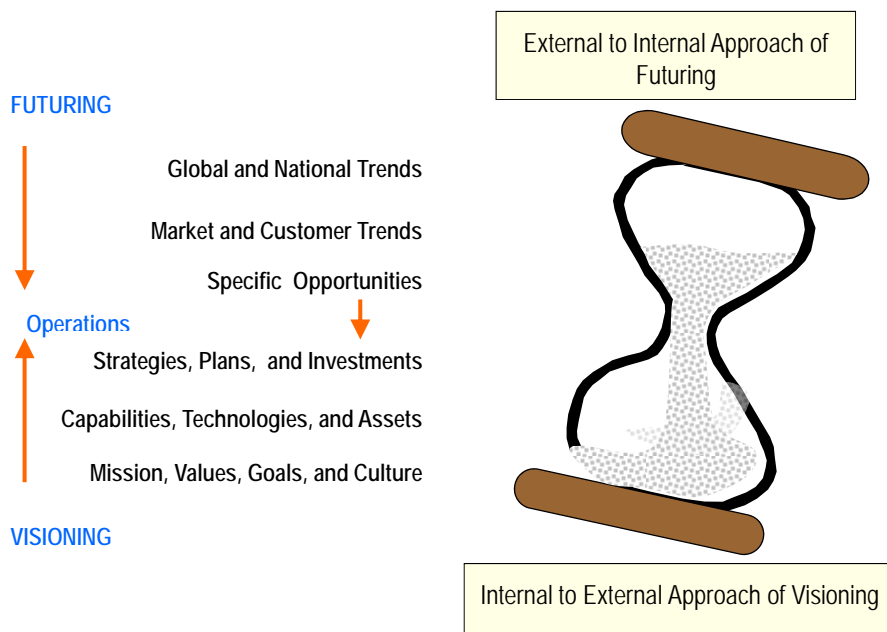 External to Internal Approach of
Futuring
FUTURING
Global and National Trends
Market and Customer Trends
Specific Opportunities
Operations
Strategies, Plans, and Investments
Capabilities, Technologies, and Assets
Mission, Values, Goals, and Culture
VISIONING
Internal to External Approach of Visioning